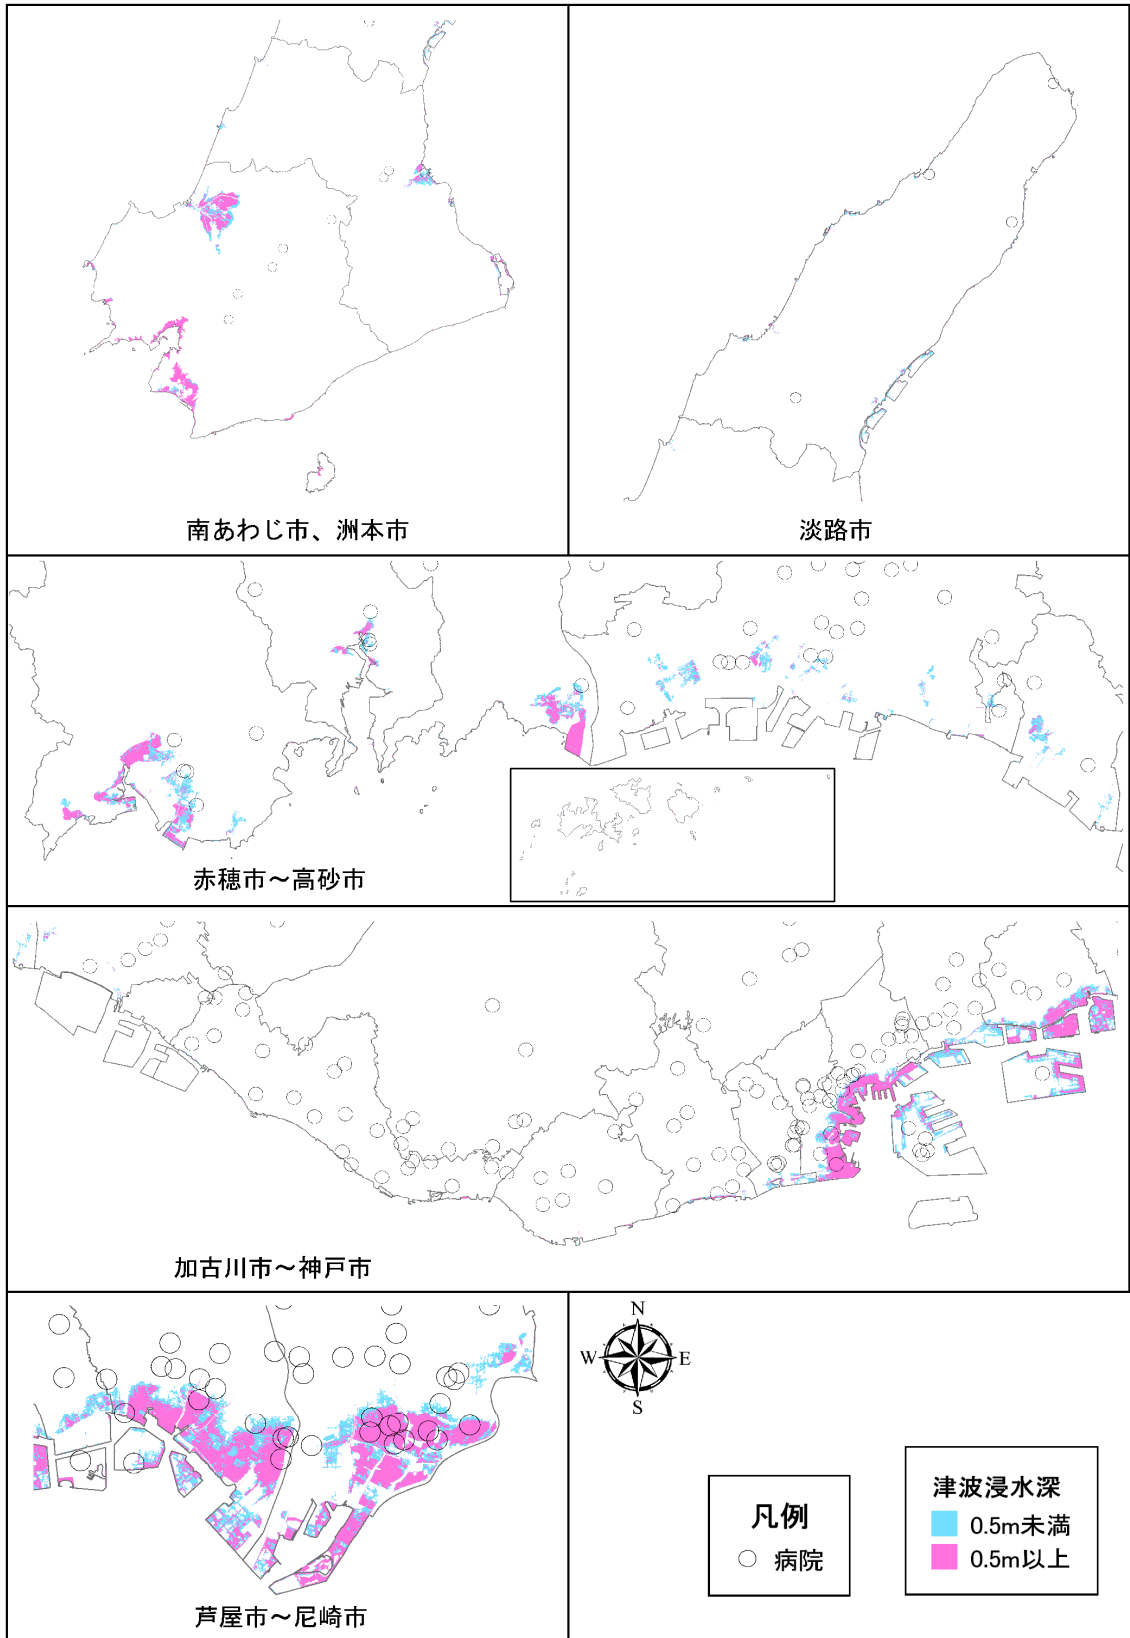 南あわじ市、洲本市
淡路市
赤穂市～高砂市
加古川市～神戸市
芦屋市～尼崎市
N
W E
S
凡例
病院
津波浸水深
0.5m未満
0.5m以上